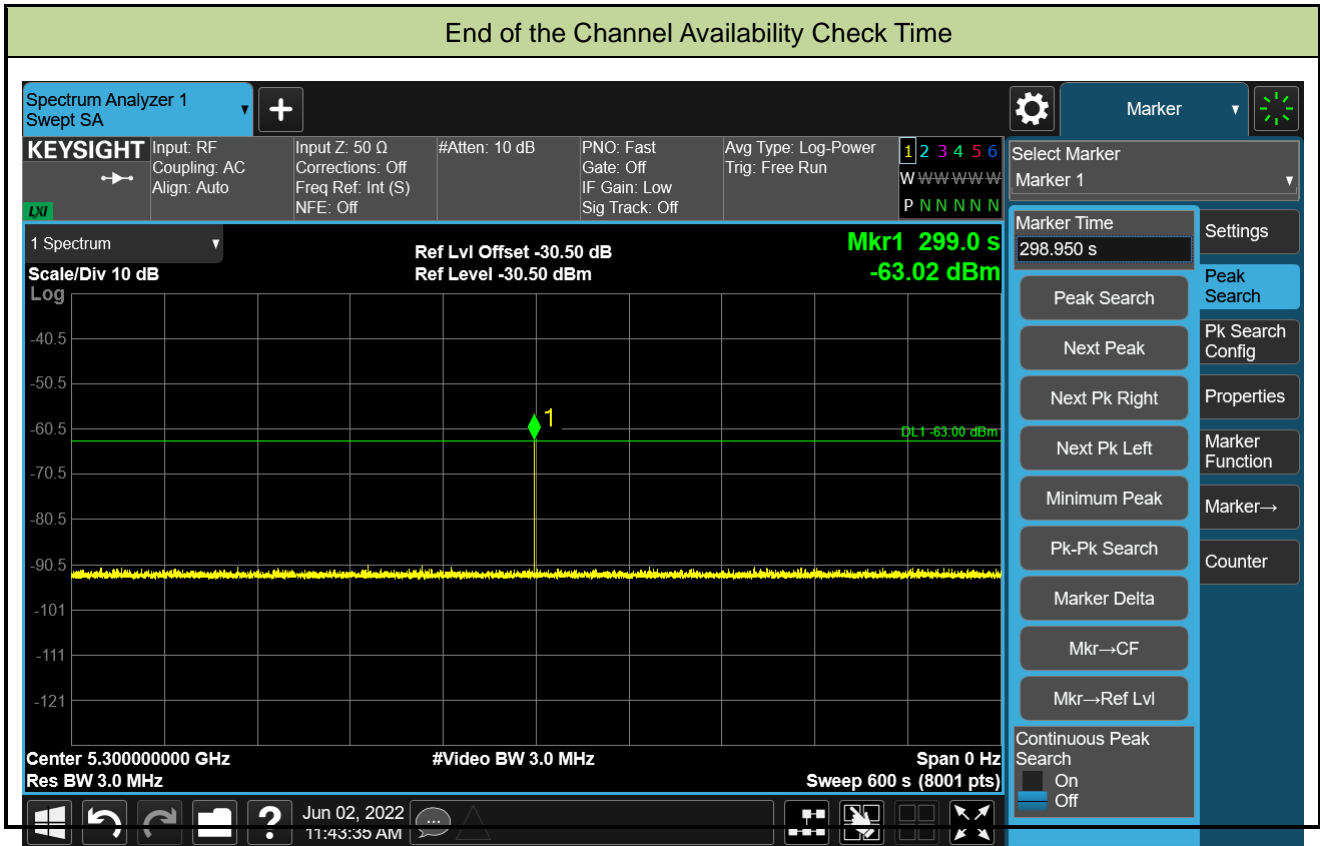 End of the Channel Availability Check Time
Spectrum Analyzer 1
Swept SA
Marker
KEYSIGHT
LXI
Input: RF
Coupling: AC
Align: Auto
Input Z: 50 Ω
Corrections: Off
Freq Ref: Int (S)
NFE: Off
#Atten: 10 dB
PNO: Fast
Gate: Off
IF Gain: Low
Sig Track: Off
Avg Type: Log-Power
Trig: Free Run
1 2 3 4 5 6
W W W W W W
P N N N N N
Select Marker
Marker 1
1 Spectrum
Scale/Div 10 dB
Log
Ref Lvl Offset -30.50 dB
Ref Level -30.50 dBm
Mkr1 299.0 s
-63.02 dBm
-40.5
-50.5
-60.5
-70.5
-80.5
-90.5
-101
-111
-121
1
DL1 -63.00 dBm
Center 5.300000000 GHz
Res BW 3.0 MHz
#Video BW 3.0 MHz
Span 0 Hz
Sweep 600 s (8001 pts)
Marker Time
298.950 s
Peak Search
Next Peak
Next Pk Right
Next Pk Left
Minimum Peak
Pk-Pk Search
Marker Delta
Mkr→CF
Mkr→Ref Lvl
Continuous Peak
Search
On
Off
Settings
Peak
Search
Pk Search
Config
Properties
Marker
Function
Marker→
Counter
?
Jun 02, 2022
11:43:35 AM